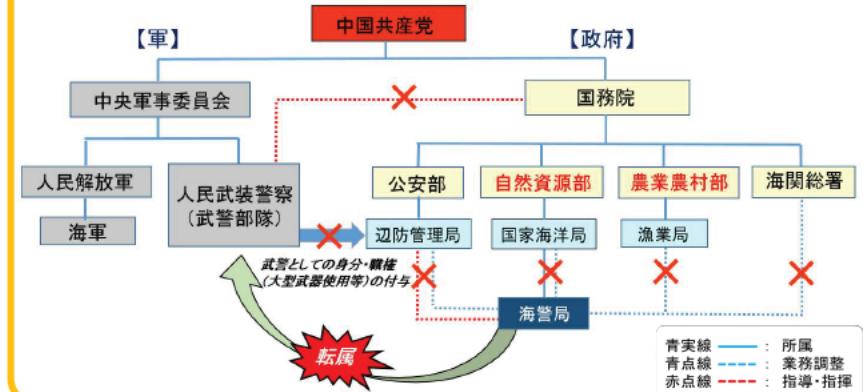 中国共産党
【軍】
【政府】
中央軍事委員会
国務院
人民解放軍
人民武装警察
(武警部隊)
公安部
自然資源部
農業農村部
海関総署
海軍
辺防管理局
国家海洋局
漁業局
武警としての身分・職権
(大型武器使用等)の付与
海警局
転属
青実線 ―― : 所属
青点線 ---- : 業務調整
赤点線 ---- : 指導・指揮